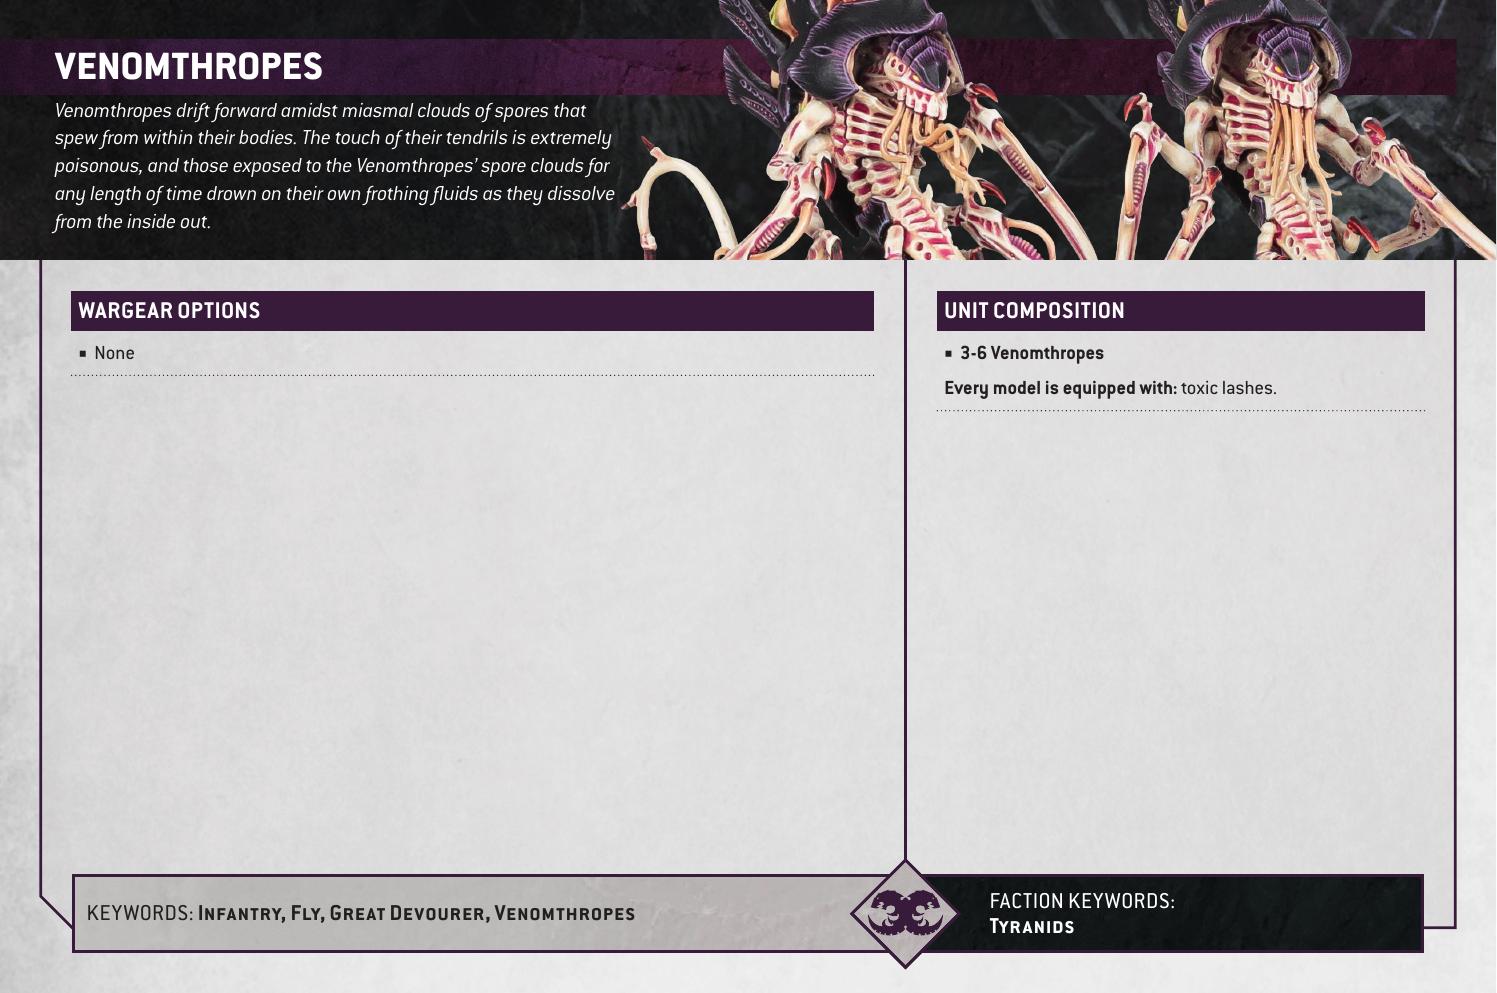 VENOMTHROPES
Venomthropes drift forward amidst miasmal clouds of spores that
spew from within their bodies. The touch of their tendrils is extremely
poisonous, and those exposed to the Venomthropes’ spore clouds for
any length of time drown on their own frothing fluids as they dissolve
from the inside out.
WARGEAR OPTIONS
▪ None
UNIT COMPOSITION
▪ 3-6 Venomthropes
Every model is equipped with: toxic lashes.
KEYWORDS: Infantry, Fly, Great Devourer, Venomthropes
FACTION KEYWORDS:
Tyranids